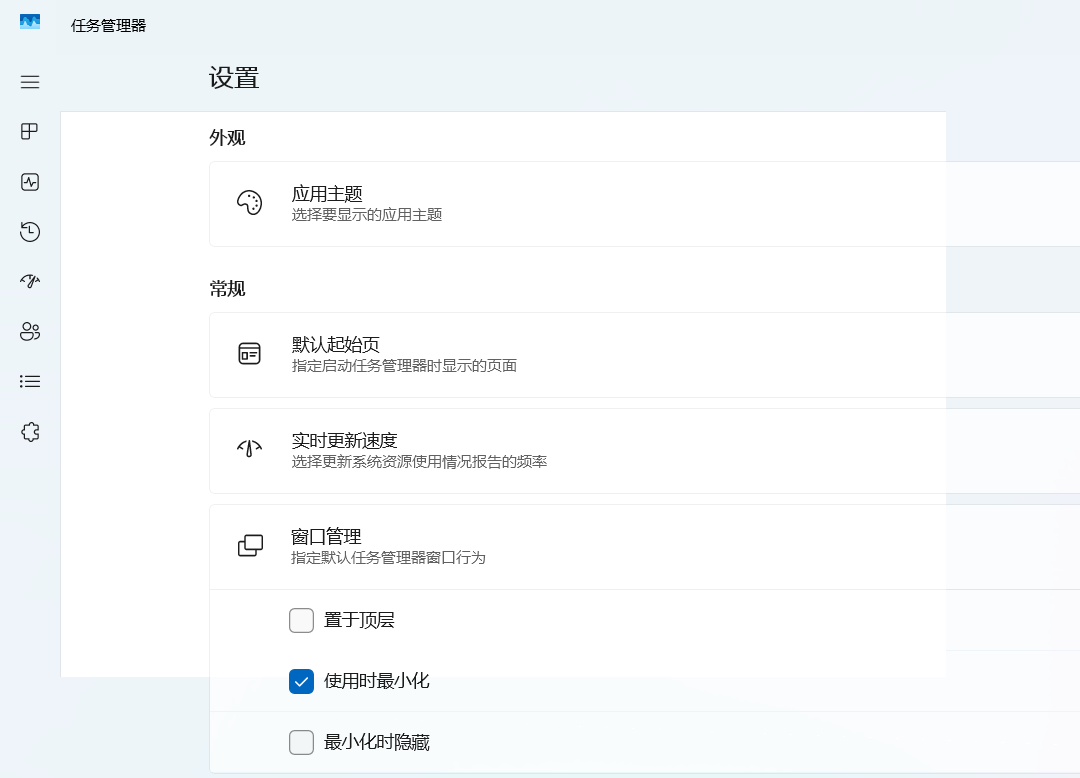 任务管理器
设置
外观
应用主题
选择要显示的应用主题
常规
默认起始页
指定启动任务管理器时显示的页面
实时更新速度
选择更新系统资源使用情况报告的频率
窗口管理
指定默认任务管理器窗口行为
置于顶层
使用时最小化
最小化时隐藏